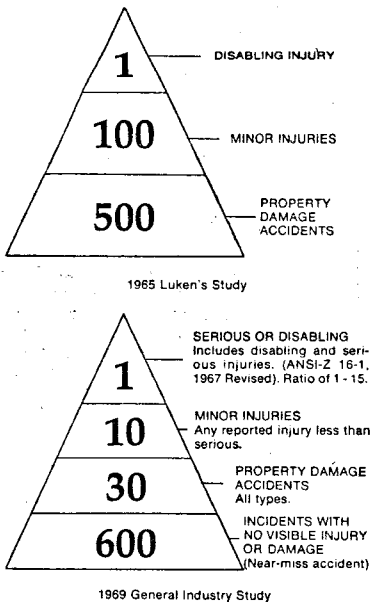 1
DISABLING INJURY
100
MINOR INJURIES
500
PROPERTY
DAMAGE
ACCIDENTS
1965 Luken's Study
1
SERIOUS OR DISABLING
Includes disabling and seri-
ous injuries. (ANSI-Z 16-1,
1967 Revised). Ratio of 1 - 15.
10
MINOR INJURIES
Any reported injury less than
serious.
30
PROPERTY DAMAGE
ACCIDENTS
All types.
600
INCIDENTS WITH
NO VISIBLE INJURY
OR DAMAGE
(Near-miss accident)
1969 General Industry Study